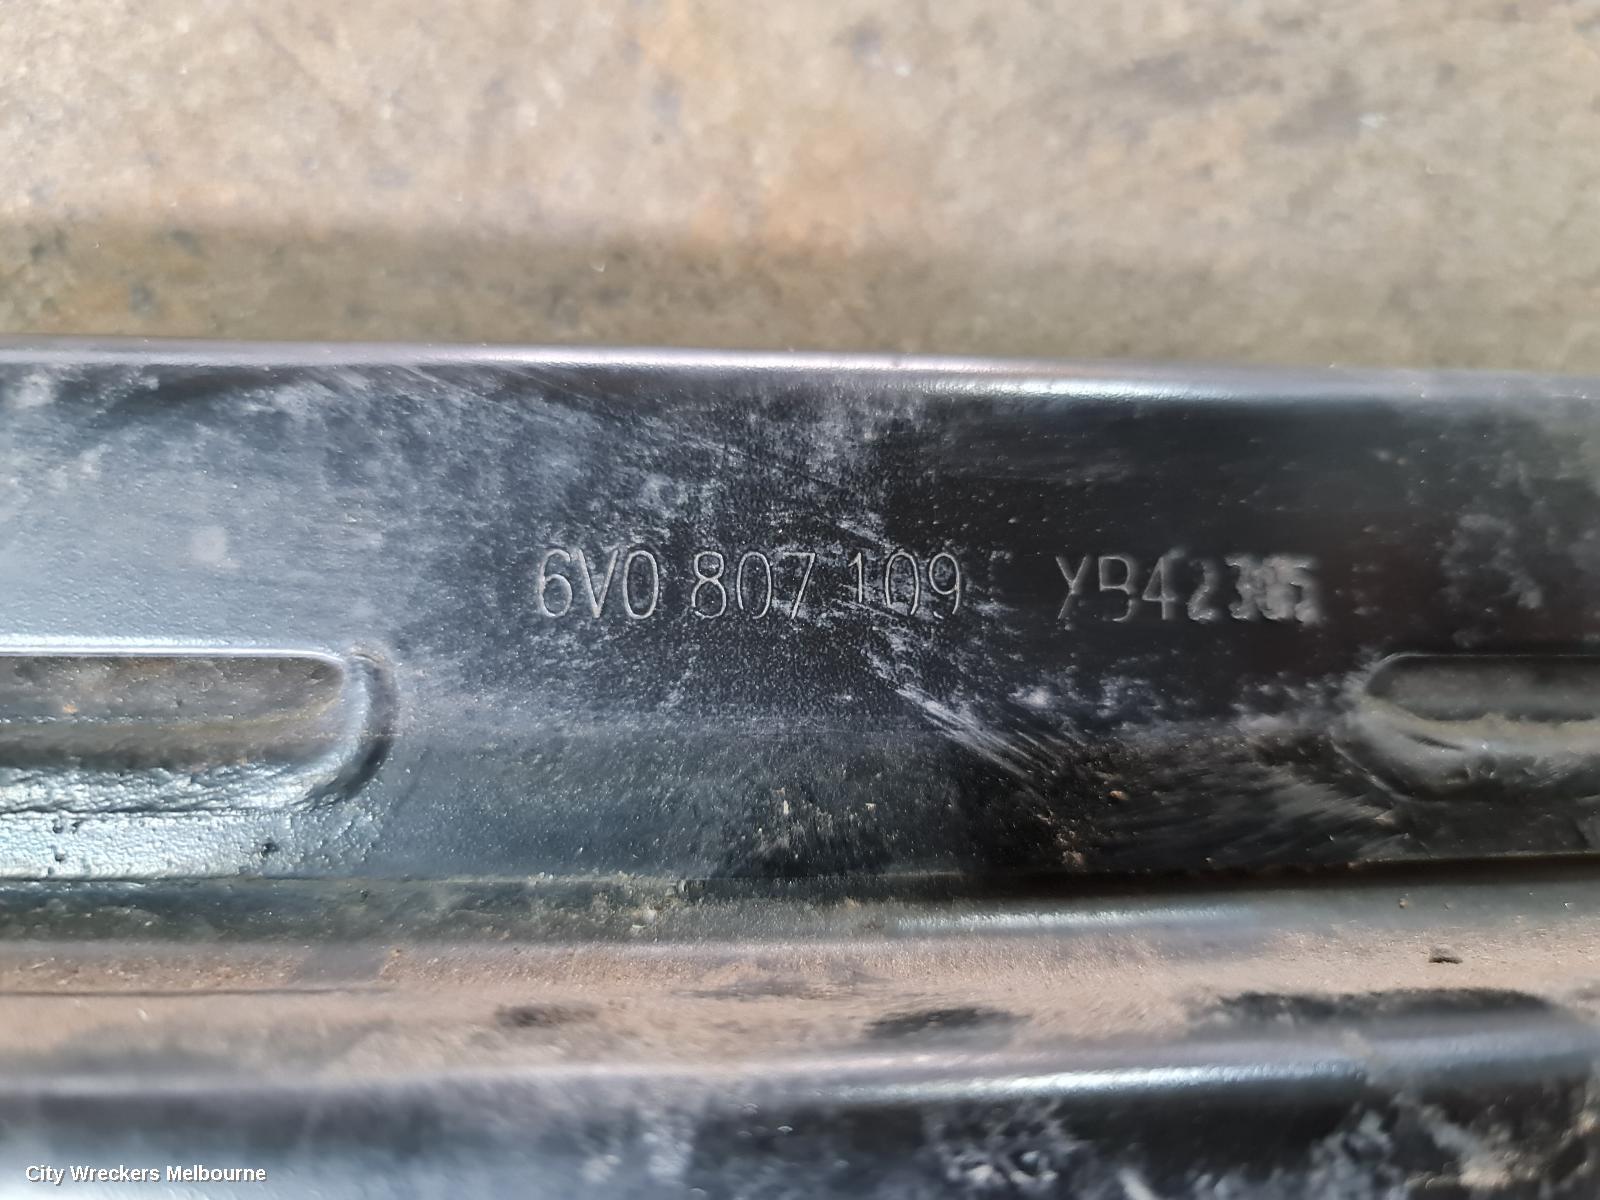 6V0 807 109 
City Wreckers Melbourne